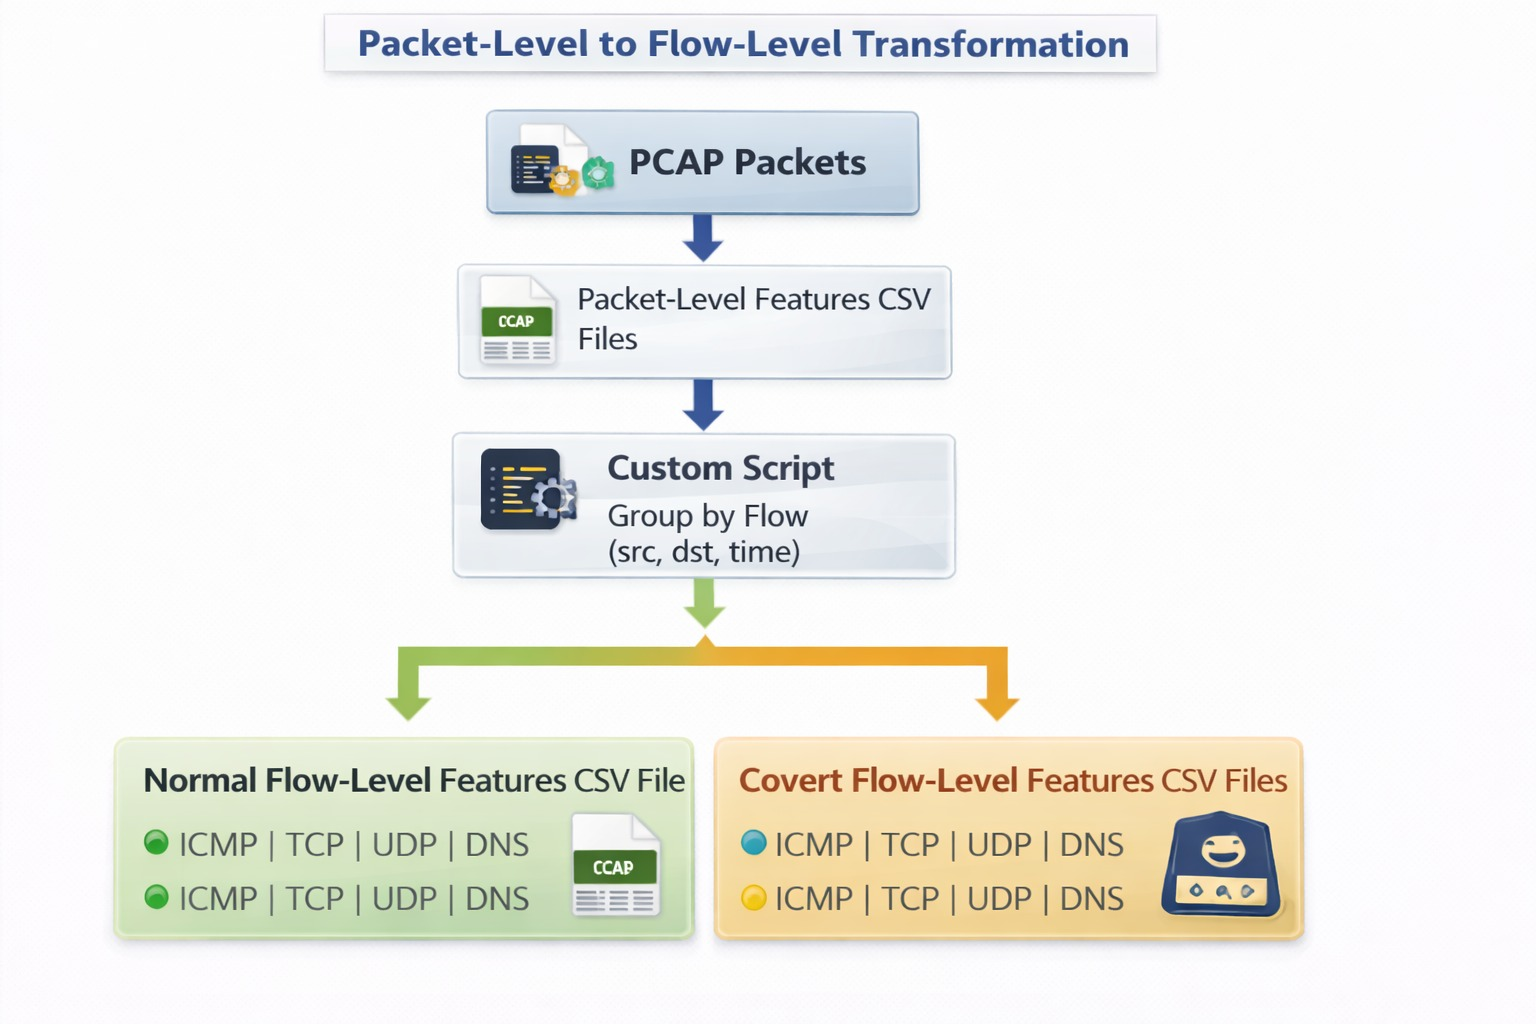 Packet-Level to Flow-Level Transformation
PCAP Packets
CCAP
Packet-Level Features CSV
Files
Custom Script
Group by Flow
(src, dst, time)
Normal Flow-Level Features CSV File
ICMP | TCP | UDP | DNS
ICMP | TCP | UDP | DNS
CCAP
Covert Flow-Level Features CSV Files
ICMP | TCP | UDP | DNS
ICMP | TCP | UDP | DNS